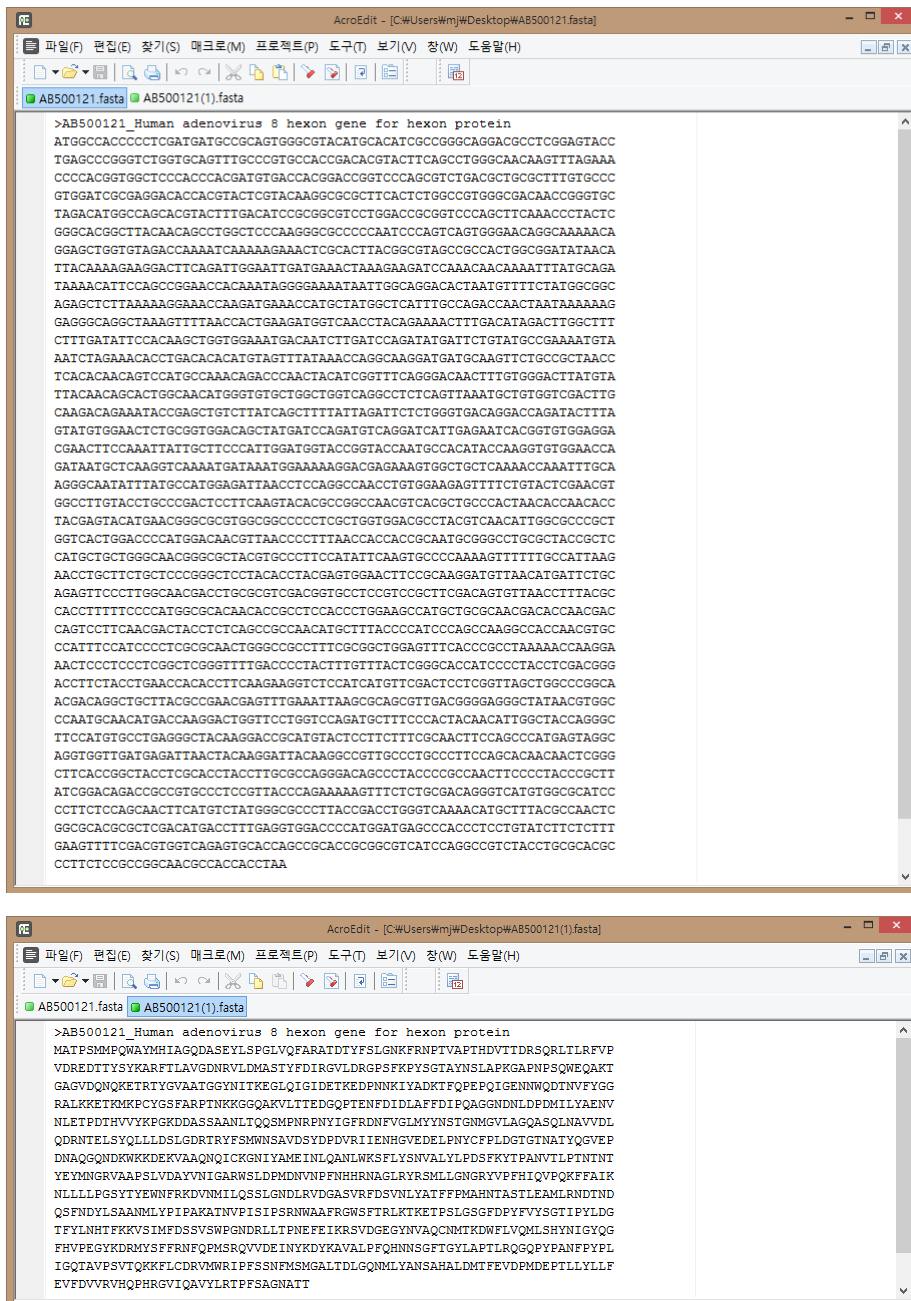 AcroEdit - [C:₩Users₩mj₩Desktop₩AB500121.fasta]
파일(F) 편집(E) 찾기(S) 매크로(M) 프로젝트(P) 도구(T) 보기(V) 창(W) 도움말(H)
AB500121.fasta AB500121(1).fasta
>AB500121_Human adenovirus 8 hexon gene for hexon protein
ATGGCCACCCCCTCGATGATGCCGCAGTGGGCGTACATGCACATCGCCGGGCAGGACGCCTCGGAGTACC
TGAGCCCGGGTCTGGTGCAGTTTGCCCGTGCCACCGACACGTACTTCAGCCTGGGCAACAAGTTTAGAAA
CCCCACGGTGGCTCCCACCCACGATGTGACCACGGACCGGTCCCAGCGTCTGACGCTGCGCTTTGTGCCC
GTGGATCGCGAGGACACCACGTACTCGTACAAGGCGCGCTTCACTCTGGCCGTGGGCGACAACCGGGTGC
TAGACATGGCCAGCACGTACTTTGACATCCGCGGCGTCCTGGACCGCGGTCCCAGCTTCAAACCCTACTC
GGGCACGGCTTACAACAGCCTGGCTCCCAAGGGCGCCCCCAATCCCAGTCAGTGGGAACAGGCAAAAACA
GGAGCTGGTGTAGACCAAAATCAAAAAGAAACTCGCACTTACGGCGTAGCCGCCACTGGCGGATATAACA
TTACAAAAGAAGGACTTCAGATTGGAATTGATGAAACTAAAGAAGATCCAAACAACAAAATTTATGCAGA
TAAAACATTCCAGCCGGAACCACAAATAGGGGAAAATAATTGGCAGGACACTAATGTTTTCTATGGCGGC
AGAGCTCTTAAAAAGGAAACCAAGATGAAACCATGCTATGGCTCATTTGCCAGACCAACTAATAAAAAAG
GAGGGCAGGCTAAAGTTTTAACCACTGAAGATGGTCAACCTACAGAAAACTTTGACATAGACTTGGCTTT
CTTTGATATTCCACAAGCTGGTGGAAATGACAATCTTGATCCAGATATGATTCTGTATGCCGAAAATGTA
AATCTAGAAACACCTGACACACATGTAGTTTATAAACCAGGCAAGGATGATGCAAGTTCTGCCGCTAACC
TCACACAACAGTCCATGCCAAACAGACCCAACTACATCGGTTTCAGGGACAACTTTGTGGGACTTATGTA
TTACAACAGCACTGGCAACATGGGTGTGCTGGCTGGTCAGGCCTCTCAGTTAAATGCTGTGGTCGACTTG
CAAGACAGAAATACCGAGCTGTCTTATCAGCTTTTATTAGATTCTCTGGGTGACAGGACCAGATACTTTA
GTATGTGGAACTCTGCGGTGGACAGCTATGATCCAGATGTCAGGATCATTGAGAATCACGGTGTGGAGGA
CGAACTTCCAAATTATTGCTTCCCATTGGATGGTACCGGTACCAATGCCACATACCAAGGTGTGGAACCA
GATAATGCTCAAGGTCAAAATGATAAATGGAAAAAGGACGAGAAAGTGGCTGCTCAAAACCAAATTTGCA
AGGGCAATATTTATGCCATGGAGATTAACCTCCAGGCCAACCTGTGGAAGAGTTTTCTGTACTCGAACGT
GGCCTTGTACCTGCCCGACTCCTTCAAGTACACGCCGGCCAACGTCACGCTGCCCACTAACACCAACACC
TACGAGTACATGAACGGGCGCGTGGCGGCCCCCTCGCTGGTGGACGCCTACGTCAACATTGGCGCCCGCT
GGTCACTGGACCCCATGGACAACGTTAACCCCTTTAACCACCACCGCAATGCGGGCCTGCGCTACCGCTC
CATGCTGCTGGGCAACGGGCGCTACGTGCCCTTCCATATTCAAGTGCCCCAAAAGTTTTTTGCCATTAAG
AACCTGCTTCTGCTCCCGGGCTCCTACACCTACGAGTGGAACTTCCGCAAGGATGTTAACATGATTCTGC
AGAGTTCCCTTGGCAACGACCTGCGCGTCGACGGTGCCTCCGTCCGCTTCGACAGTGTTAACCTTTACGC
CACCTTTTTCCCCATGGCGCACAACACCGCCTCCACCCTGGAAGCCATGCTGCGCAACGACACCAACGAC
CAGTCCTTCAACGACTACCTCTCAGCCGCCAACATGCTTTACCCCATCCCAGCCAAGGCCACCAACGTGC
CCATTTCCATCCCCTCGCGCAACTGGGCCGCCTTTCGCGGCTGGAGTTTCACCCGCCTAAAAACCAAGGA
AACTCCCTCCCTCGGCTCGGGTTTTGACCCCTACTTTGTTTACTCGGGCACCATCCCCTACCTCGACGGG
ACCTTCTACCTGAACCACACCTTCAAGAAGGTCTCCATCATGTTCGACTCCTCGGTTAGCTGGCCCGGCA
ACGACAGGCTGCTTACGCCGAACGAGTTTGAAATTAAGCGCAGCGTTGACGGGGAGGGCTATAACGTGGC
CCAATGCAACATGACCAAGGACTGGTTCCTGGTCCAGATGCTTTCCCACTACAACATTGGCTACCAGGGC
TTCCATGTGCCTGAGGGCTACAAGGACCGCATGTACTCCTTCTTTCGCAACTTCCAGCCCATGAGTAGGC
AGGTGGTTGATGAGATTAACTACAAGGATTACAAGGCCGTTGCCCTGCCCTTCCAGCACAACAACTCGGG
CTTCACCGGCTACCTCGCACCTACCTTGCGCCAGGGACAGCCCTACCCCGCCAACTTCCCCTACCCGCTT
ATCGGACAGACCGCCGTGCCCTCCGTTACCCAGAAAAAGTTTCTCTGCGACAGGGTCATGTGGCGCATCC
CCTTCTCCAGCAACTTCATGTCTATGGGCGCCCTTACCGACCTGGGTCAAAACATGCTTTACGCCAACTC
GGCGCACGCGCTCGACATGACCTTTGAGGTGGACCCCATGGATGAGCCCACCCTCCTGTATCTTCTCTTT
GAAGTTTTCGACGTGGTCAGAGTGCACCAGCCGCACCGCGGCGTCATCCAGGCCGTCTACCTGCGCACGC
CCTTCTCCGCCGGCAACGCCACCACCTAA
AcroEdit - [C:₩Users₩mj₩Desktop₩AB500121(1).fasta]
파일(F) 편집(E) 찾기(S) 매크로(M) 프로젝트(P) 도구(T) 보기(V) 창(W) 도움말(H)
AB500121.fasta AB500121(1).fasta
>AB500121_Human adenovirus 8 hexon gene for hexon protein
MATPSMMPQWAYMHIAGQDASEYLSPGLVQFARATDTYFSLGNKFRNPTVAPTHDVTTDRSQRLTLRFVP
VDREDTTYSYKARFTLAVGDNRVLDMASTYFDIRGVLDRGPSFKPYSGTAYNSLAPKGAPNPSQWEQAKT
GAGVDQNQKETRTYGVAATGGYNITKEGLQIGIDETKEDPNNKIYADKTFQPEPQIGENNWQDTNVFYGG
RALKKETKMKPCYGSFARPTNKKGGQAKVLTTEDGQPTENFDIDLAFFDIPQAGGNDNLDPDMILYAENV
NLETPDTHVVYKPGKDDASSAANLTQQSMPNRPNYIGFRDNFVGLMYYNSTGNMGVLAGQASQLNAVVDL
QDRNTELSYQLLLDSLGDRTRYFSMWNSAVDSYDPDVRIIENHGVEDELPNYCFPLDGTGTNATYQGVEP
DNAQGQNDKWKKDEKVAAQNQICKGNIYAMEINLQANLWKSFLYSNVALYLPDSFKYTPANVTLPTNTNT
YEYMNGRVAAPSLVDAYVNIGARWSLDPMDNVNPFNHHRNAGLRYRSMLLGNGRYVPFHIQVPQKFFAIK
NLLLLPGSYTYEWNFRKDVNMILQSSLGNDLRVDGASVRFDSVNLYATFFPMAHNTASTLEAMLRNDTND
QSFNDYLSAANMLYPIPAKATNVPISIPSRNWAAFRGWSFTRLKTKETPSLGSGFDPYFVYSGTIPYLDG
TFYLNHTFKKVSIMFDSSVSWPGNDRLLTPNEFEIKRSVDGEGYNVAQCNMTKDWFLVQMLSHYNIGYQG
FHVPEGYKDRMYSFFRNFQPMSRQVVDEINYKDYKAVALPFQHNNSGFTGYLAPTLRQGQPYPANFPYPL
IGQTAVPSVTQKKFLCDRVMWRIPFSSNFMSMGALTDLGQNMLYANSAHALDMTFEVDPMDEPTLLYLLF
EVFDVVRVHQPHRGVIQAVYLRTPFSAGNATT